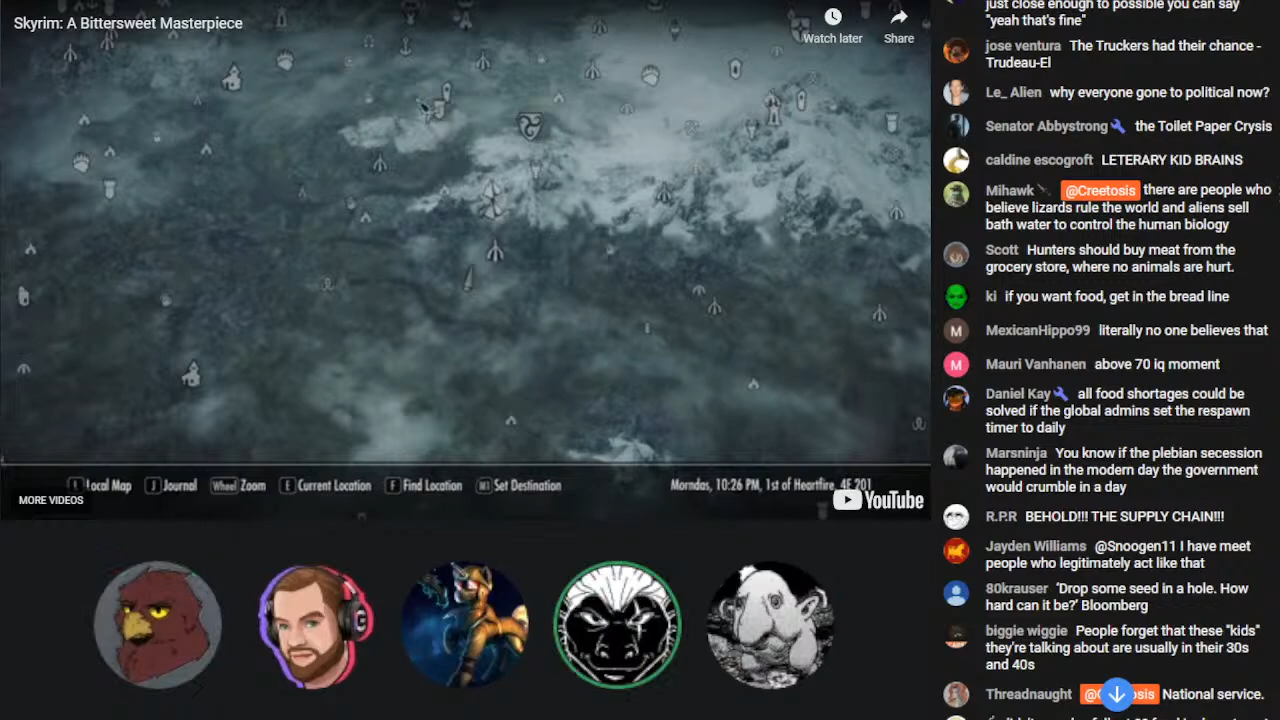 Skyrim: A Bittersweet Masterpiece
Watch later
Share
Local Map
J Journal
Wheel Zoom
E Current Location
F Find Location
M1 Set Destination
Morndas, 10:26 PM, 1st of Heartfire, 4E 201
MORE VIDEOS
YouTube
G
just close enough to possible you can say
"yeah that's fine"
jose ventura The Truckers had their chance -
Trudeau-El
Le_ Alien why everyone gone to political now?
Senator Abbystrong the Toilet Paper Crysis
caldine escogroft LETERARY KID BRAINS
Mihawk @Creetosis there are people who
believe lizards rule the world and aliens sell
bath water to control the human biology
Scott Hunters should buy meat from the
grocery store, where no animals are hurt.
ki if you want food, get in the bread line
M
MexicanHippo99 literally no one believes that
M
Mauri Vanhanen above 70 iq moment
Daniel Kay all food shortages could be
solved if the global admins set the respawn
timer to daily
Marsninja You know if the plebian secession
happened in the modern day the government
would crumble in a day
R.P.R BEHOLD!!! THE SUPPLY CHAIN!!!
Jayden Williams @Snoogen11 I have meet
people who legitimately act like that
80krauser 'Drop some seed in a hole. How
hard can it be?' Bloomberg
biggie wiggie People forget that these "kids"
they're talking about are usually in their 30s
and 40s
Threadnaught National service.